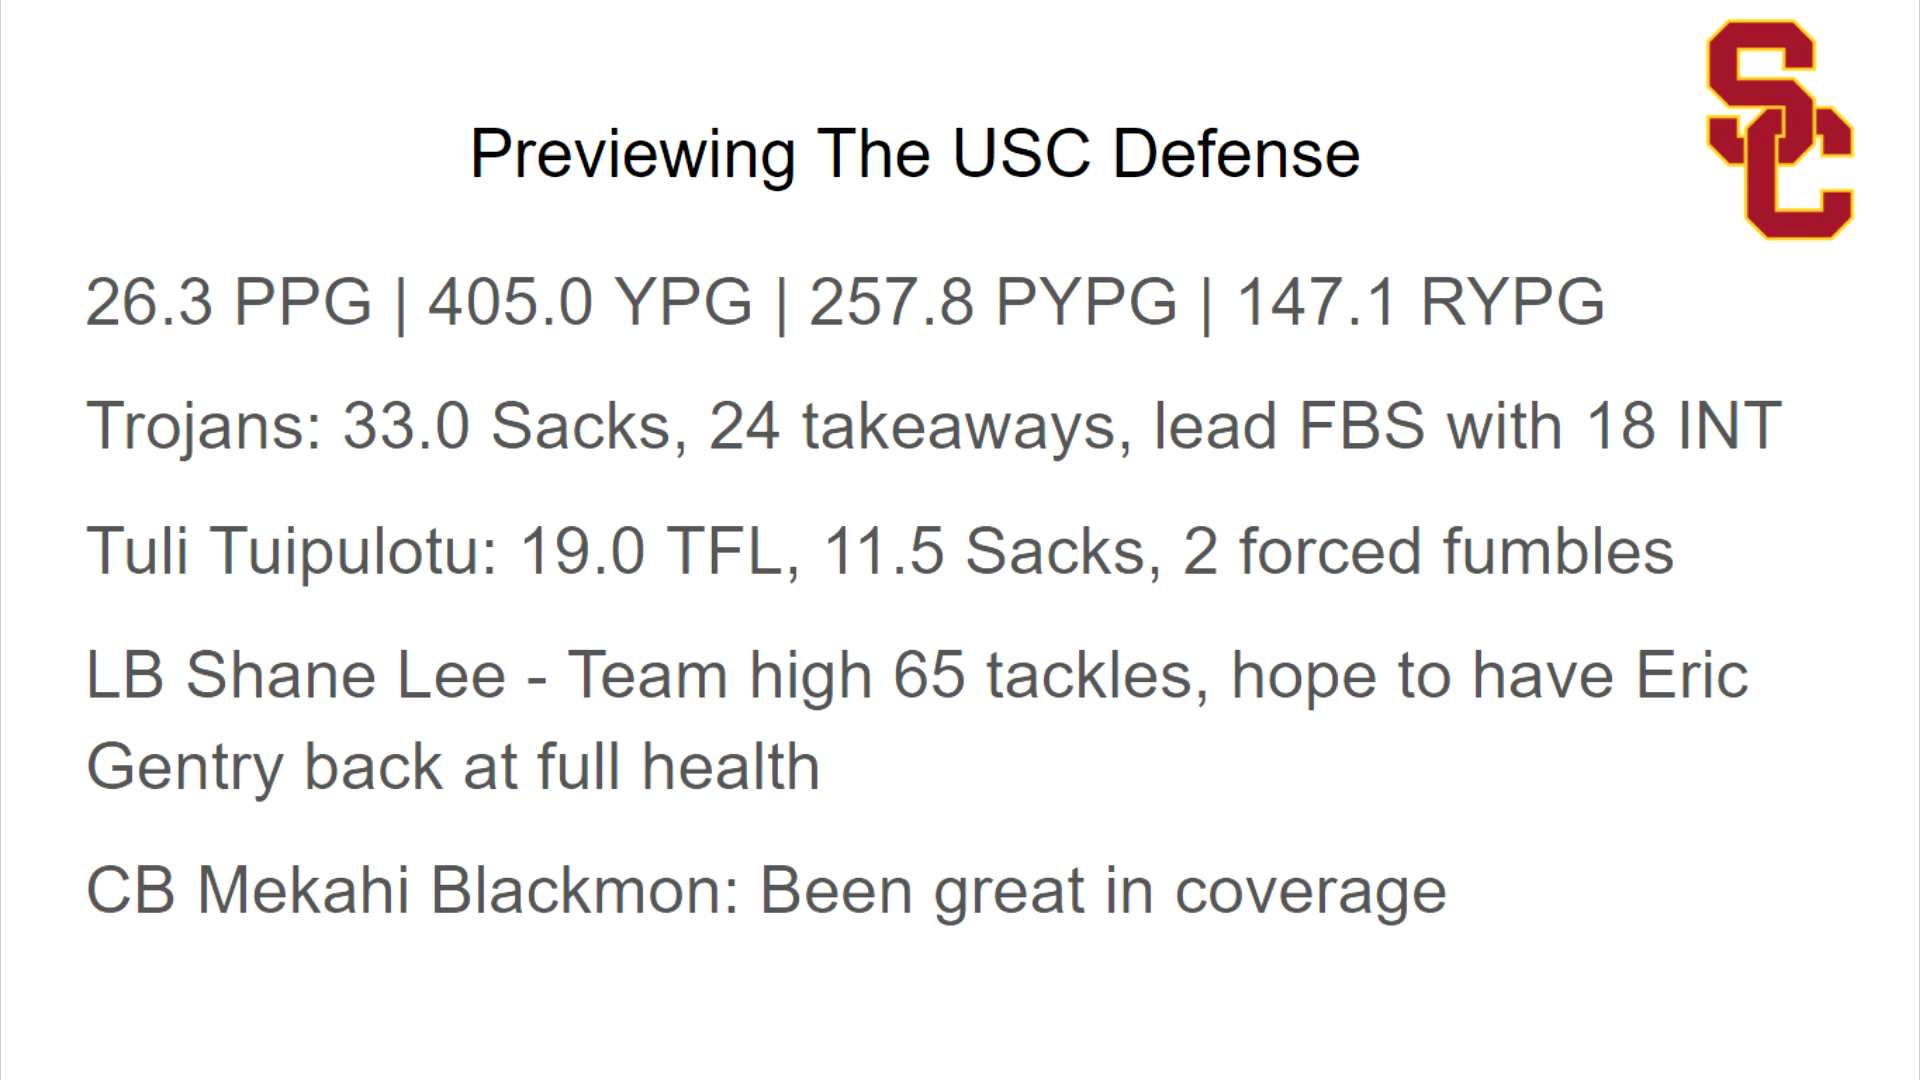 SC
Previewing The USC Defense
26.3 PPG | 405.0 YPG | 257.8 PYPG | 147.1 RYPG
Trojans: 33.0 Sacks, 24 takeaways, lead FBS with 18 INT
Tuli Tuipulotu: 19.0 TFL, 11.5 Sacks, 2 forced fumbles
LB Shane Lee - Team high 65 tackles, hope to have Eric
Gentry back at full health
CB Mekahi Blackmon: Been great in coverage